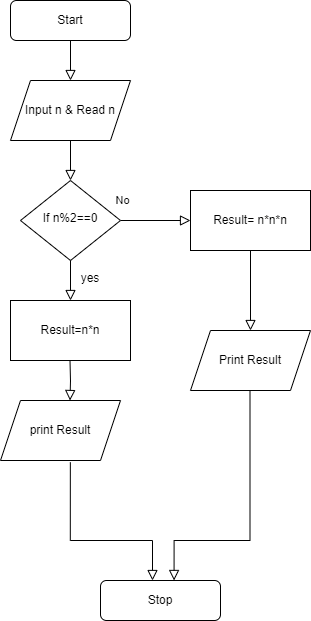 Start
Input n & Read n
If n%2==0
No
Result= n*n*n
yes
Result=n*n
Print Result
print Result
Stop